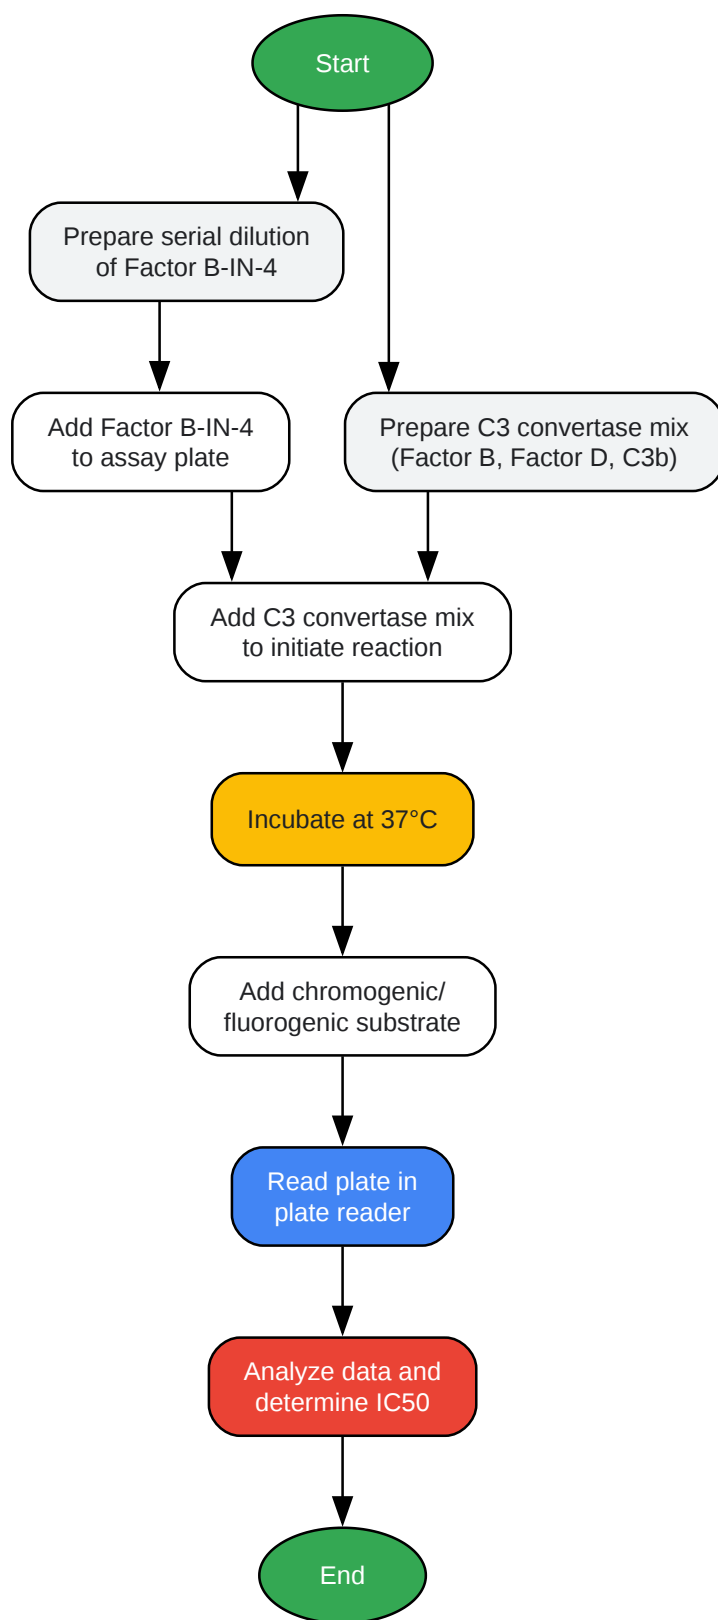 Start
Prepare serial dilution
of Factor B-IN-4
Add Factor B-IN-4
to assay plate
Prepare C3 convertase mix
(Factor B, Factor D, C3b)
Add C3 convertase mix
to initiate reaction
Incubate at 37°C
Add chromogenic/
fluorogenic substrate
Read plate in
plate reader
Analyze data and
determine IC50
End